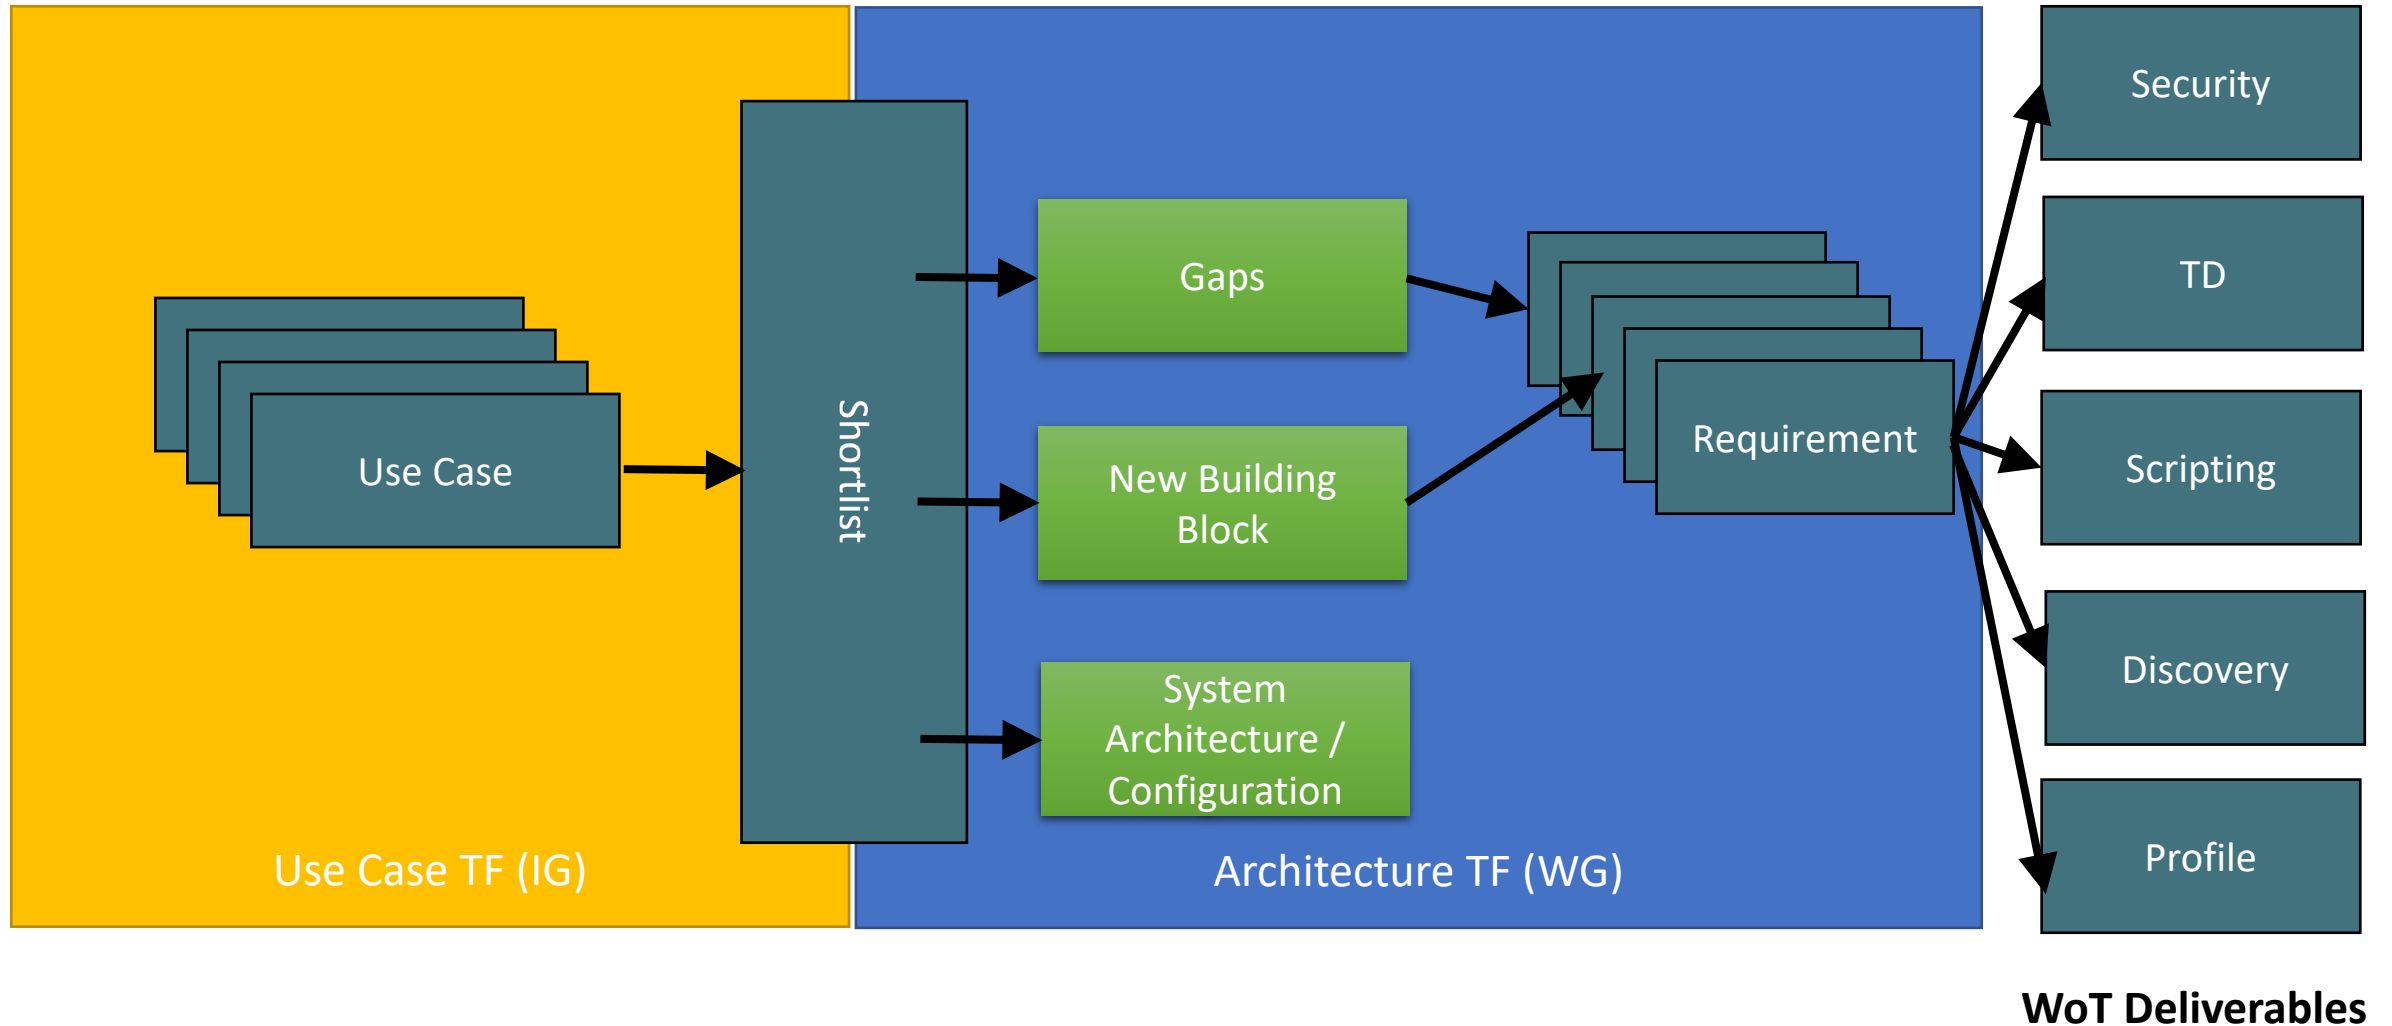 Use Case
Use Case TF (IG)
Shortlist
Gaps
New Building
Block
System
Architecture /
Configuration
Requirement
Architecture TF (WG)
Security
TD
Scripting
Discovery
Profile
WoT Deliverables